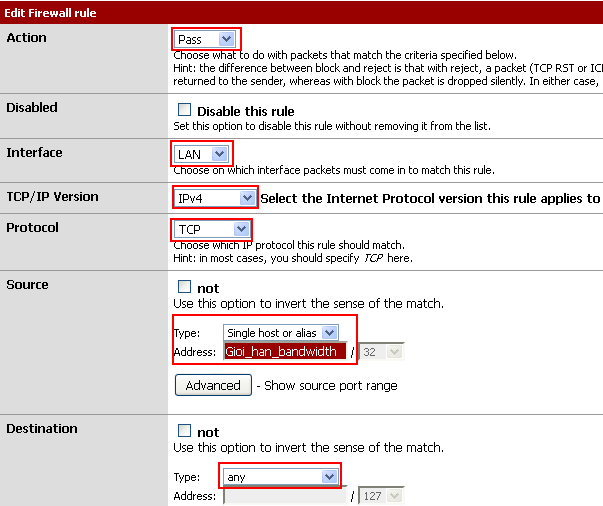 Edit Firewall rule
Action
Pass
Choose what to do with packets that match the criteria specified below.
Hint: the difference between block and reject is that with reject, a packet (TCP RST or ICI
returned to the sender, whereas with block the packet is dropped silently. In either case,
Disabled
Disable this rule
Set this option to disable this rule without removing it from the list.
Interface
LAN
Choose on which interface packets must come in to match this rule.
TCP/IP Version
IPv4 Select the Internet Protocol version this rule applies to
Protocol
TCP
Choose which IP protocol this rule should match.
Hint: in most cases, you should specify TCP here.
Source
not
Use this option to invert the sense of the match.
Type: Single host or alias
Address: Gioi_han_bandwidth / 32
Advanced - Show source port range
Destination
not
Use this option to invert the sense of the match.
Type: any
Address: / 127